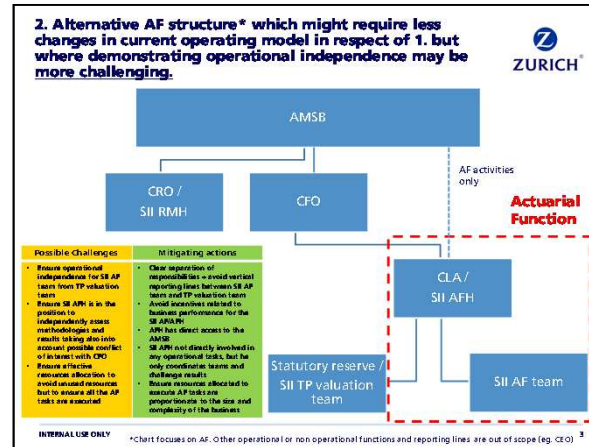 2. Alternative AF structure* which might require less
changes in current operating model in respect of 1. but
where demonstrating operational independence may be
more challenging.
ZURICH®
AMSB
AF activities
only
CRO /
SII RMH
CFO
Actuarial
Function
CLA /
SII AFH
Statutory reserve /
SII TP valuation
team
SII AF team
Possible Challenges
• Ensure operational
independence for SII AF
team from TP valuation
team
• Ensure SII AFH is in the
position to
independently assess
methodologies and
results taking also into
account possible conflict
of interest with CFO
• Ensure effective
resources allocation to
avoid unused resources
but to ensure all the AF
tasks are executed
Mitigating actions
• Clear separation of
responsibilities + avoid vertical
reporting lines between SII AF
team and TP valuation team
• Avoid incentives related to
business performance for the
SII AF/AFH
• AFH has direct access to the
AMSB
• SII AFH not directly involved in
any operational tasks, but he
only coordinates teams and
challenge results
• Ensure resources allocated to
execute AF tasks are
proportionate to the size and
complexity of the business
INTERNAL USE ONLY
*Chart focuses on AF. Other operational or non operational functions and reporting lines are out of scope (eg. CEO)
3